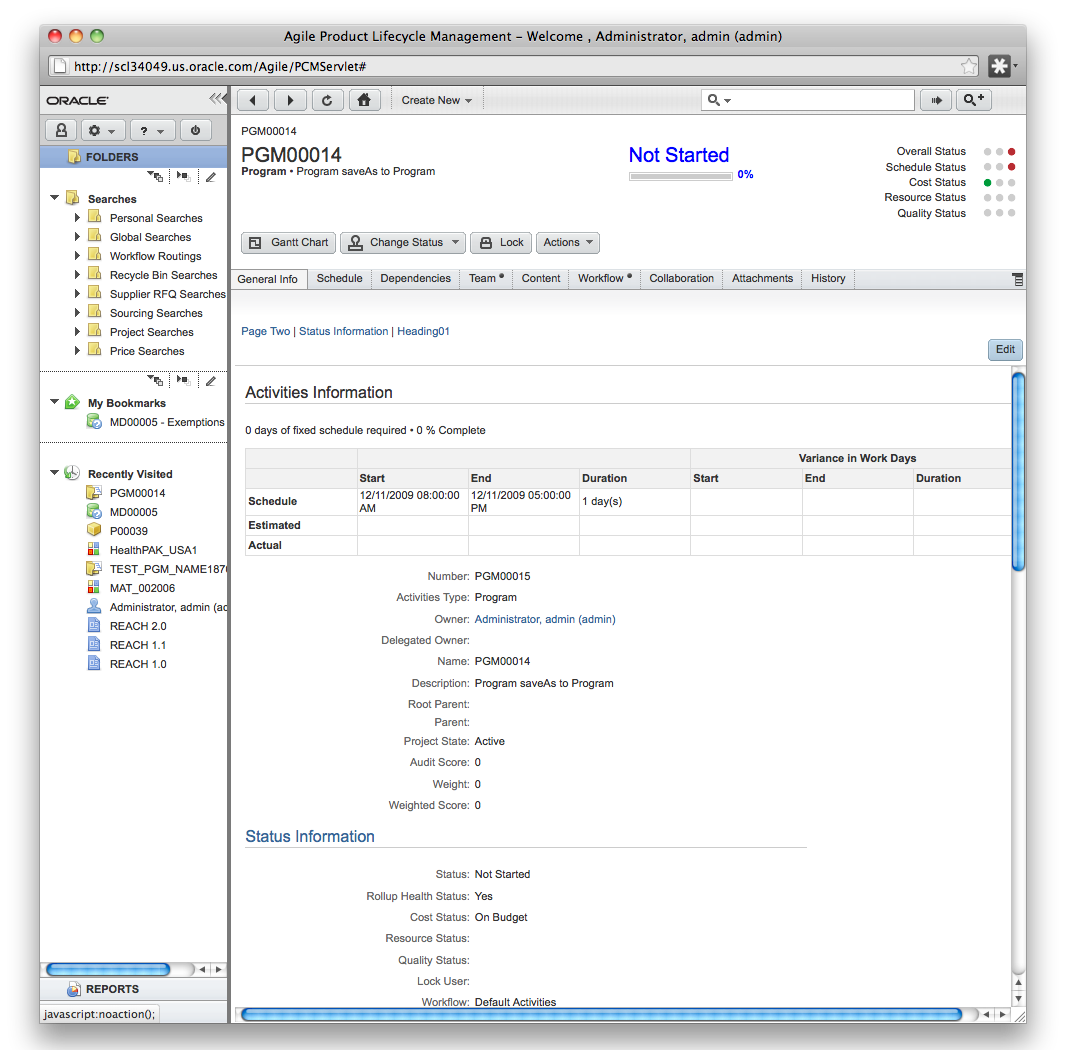 Agile Product Lifecycle Management – Welcome , Administrator, admin (admin)
http://scl34049.us.oracle.com/Agile/PCMServlet#
ORACLE
Create New
?
FOLDERS
Searches
Personal Searches
Global Searches
Workflow Routings
Recycle Bin Searches
Supplier RFQ Searches
Sourcing Searches
Project Searches
Price Searches
My Bookmarks
MD00005 - Exemptions
Recently Visited
PGM00014
MD00005
P00039
HealthPAK_USA1
TEST_PGM_NAME1876
MAT_002006
Administrator, admin (ad
REACH 2.0
REACH 1.1
REACH 1.0
REPORTS
javascript:noaction();
PGM00014
PGM00014
Program • Program saveAs to Program
Not Started
0%
Overall Status
Schedule Status
Cost Status
Resource Status
Quality Status
Gantt Chart Change Status Lock Actions
General Info Schedule Dependencies Team Content Workflow Collaboration Attachments History
Page Two | Status Information | Heading01
Edit
Activities Information
0 days of fixed schedule required • 0 % Complete
Variance in Work Days
Start End Duration Start End Duration
Schedule 12/11/2009 08:00:00 AM 12/11/2009 05:00:00 PM 1 day(s)
Estimated
Actual
Number: PGM00015
Activities Type: Program
Owner: Administrator, admin (admin)
Delegated Owner:
Name: PGM00014
Description: Program saveAs to Program
Root Parent:
Parent:
Project State: Active
Audit Score: 0
Weight: 0
Weighted Score: 0
Status Information
Status: Not Started
Rollup Health Status: Yes
Cost Status: On Budget
Resource Status:
Quality Status:
Lock User:
Workflow: Default Activities